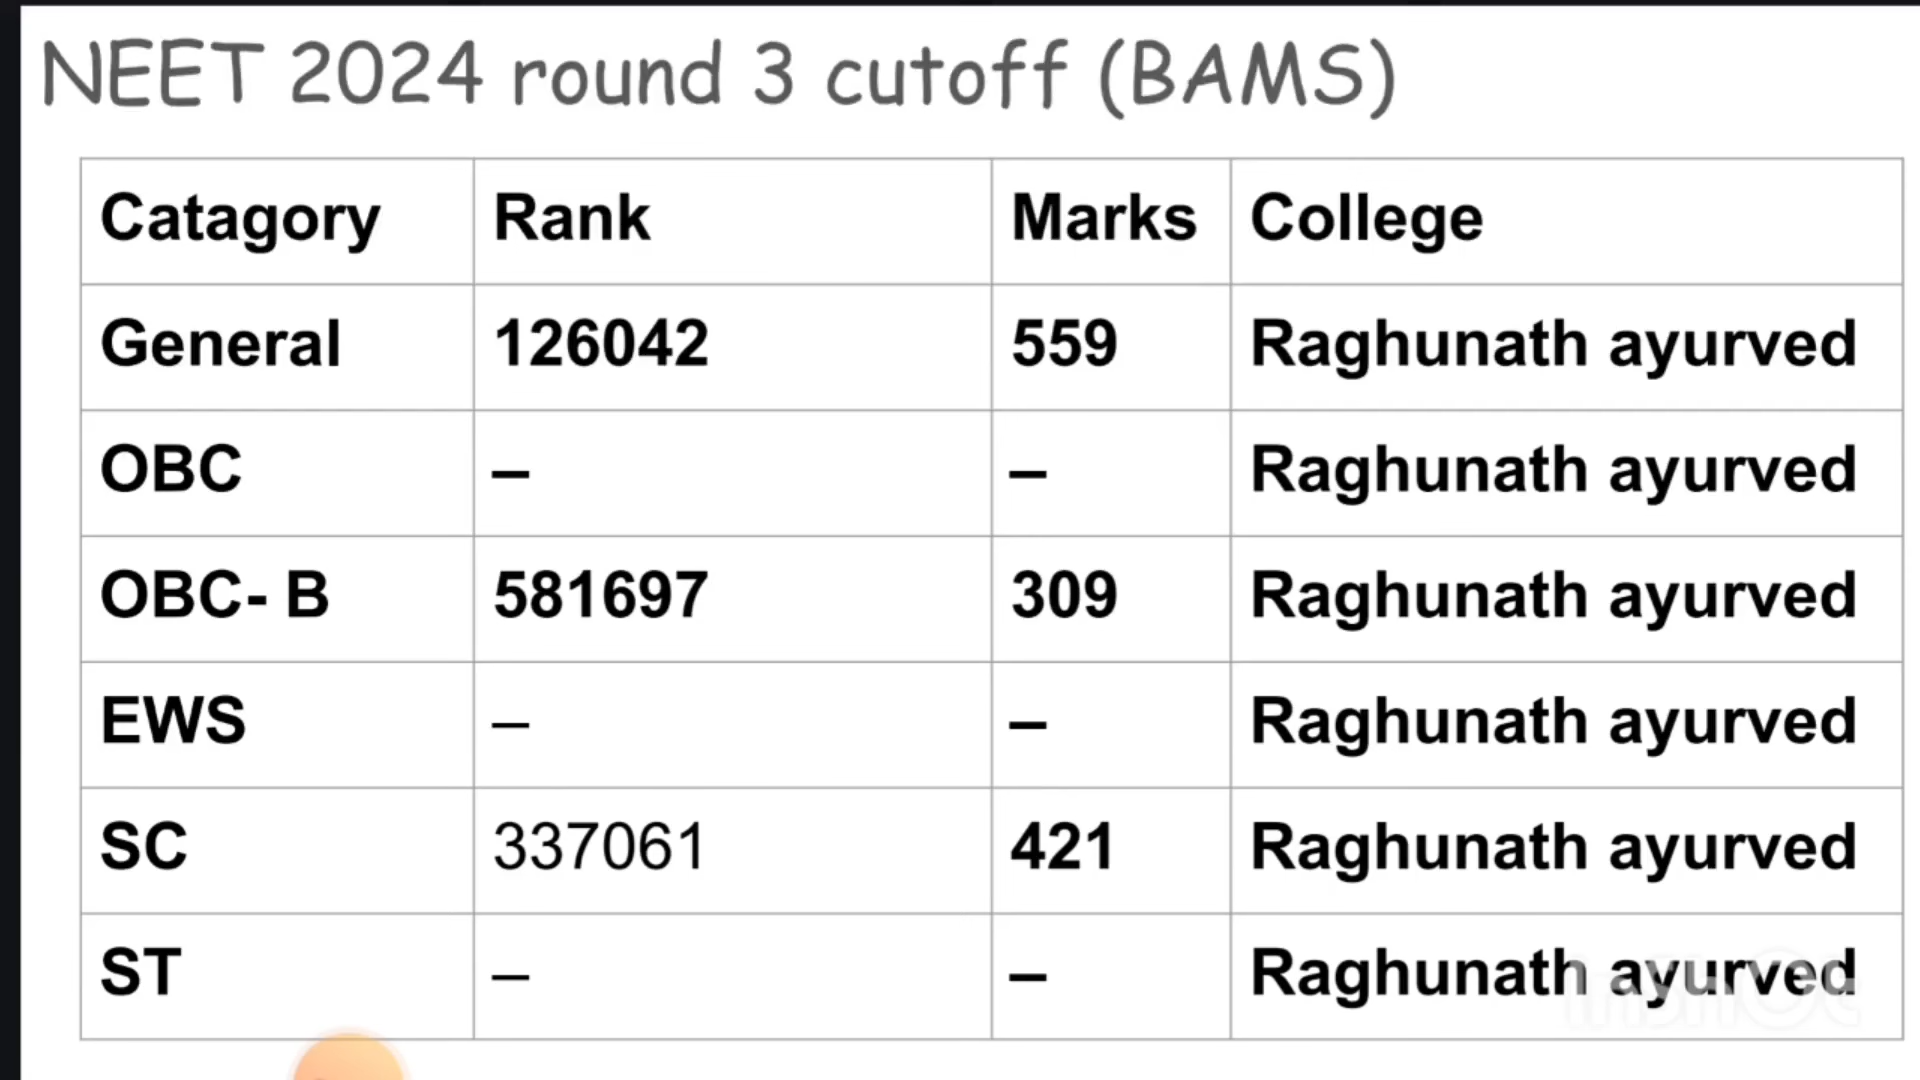 NEET 2024 round 3 cutoff (BAMS)
Catagory Rank Marks College
General 126042 559 Raghunath ayurved
OBC – – Raghunath ayurved
OBC- B 581697 309 Raghunath ayurved
EWS – – Raghunath ayurved
SC 337061 421 Raghunath ayurved
ST – – Raghunath ayurved
InShOt